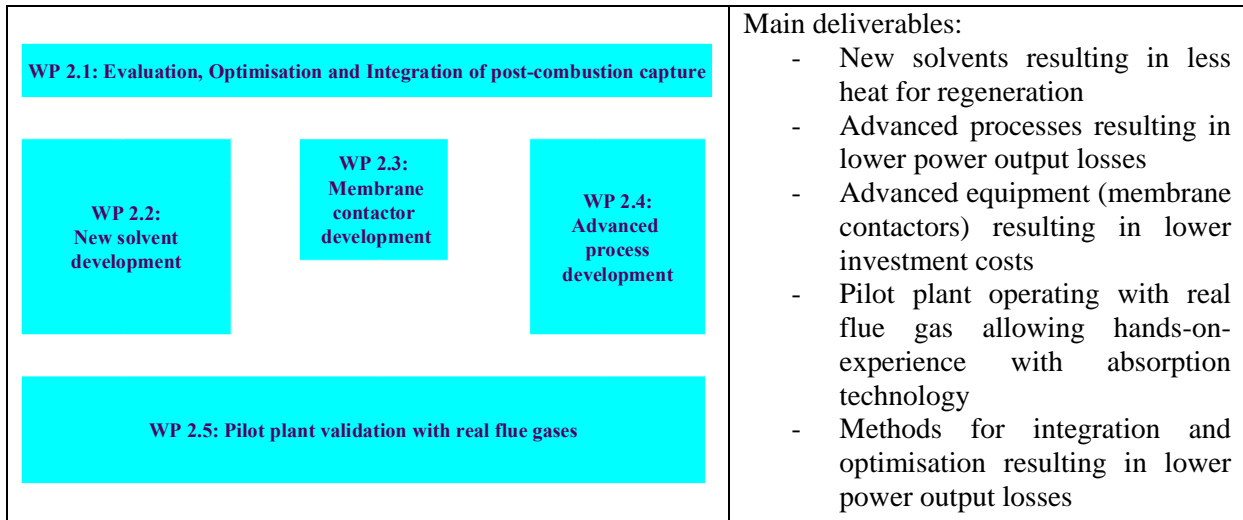 WP 2.1: Evaluation, Optimisation and Integration of post-combustion capture
WP 2.2:
New solvent
development
WP 2.3:
Membrane
contactor
development
WP 2.4:
Advanced
process
development
WP 2.5: Pilot plant validation with real flue gases
Main deliverables:
- New solvents resulting in less
heat for regeneration
- Advanced processes resulting in
lower power output losses
- Advanced equipment (membrane
contactors) resulting in lower
investment costs
- Pilot plant operating with real
flue gas allowing hands-on-
experience with absorption
technology
- Methods for integration and
optimisation resulting in lower
power output losses